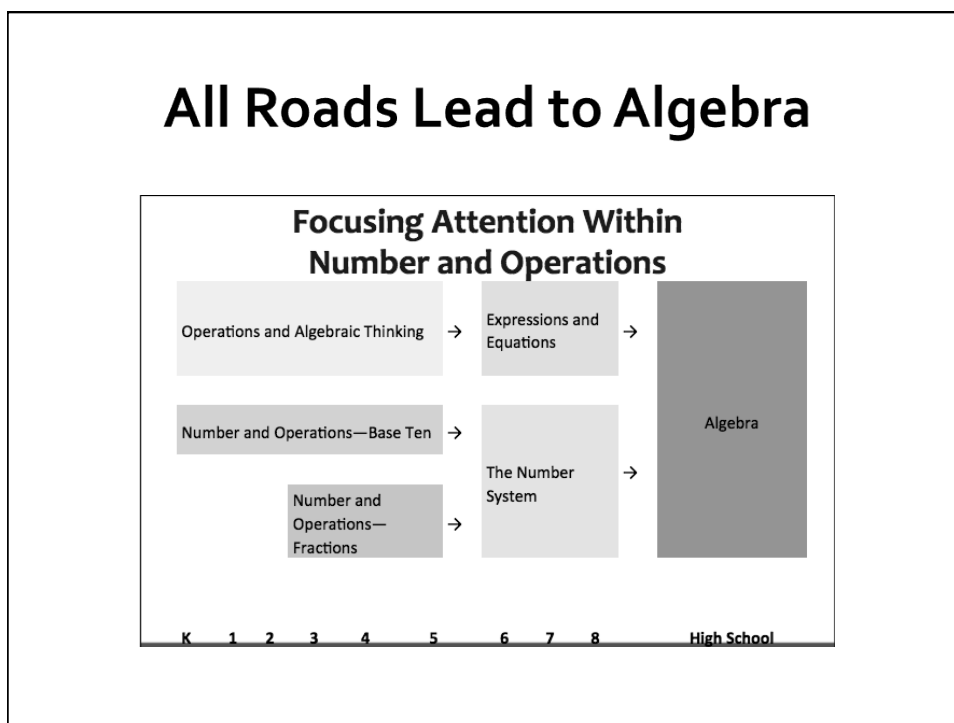 All Roads Lead to Algebra
Focusing Attention Within
Number and Operations
Operations and Algebraic Thinking →
Expressions and
Equations →
Number and Operations—Base Ten →
Number and
Operations—
Fractions →
The Number
System →
Algebra
K 1 2 3 4 5 6 7 8 High School